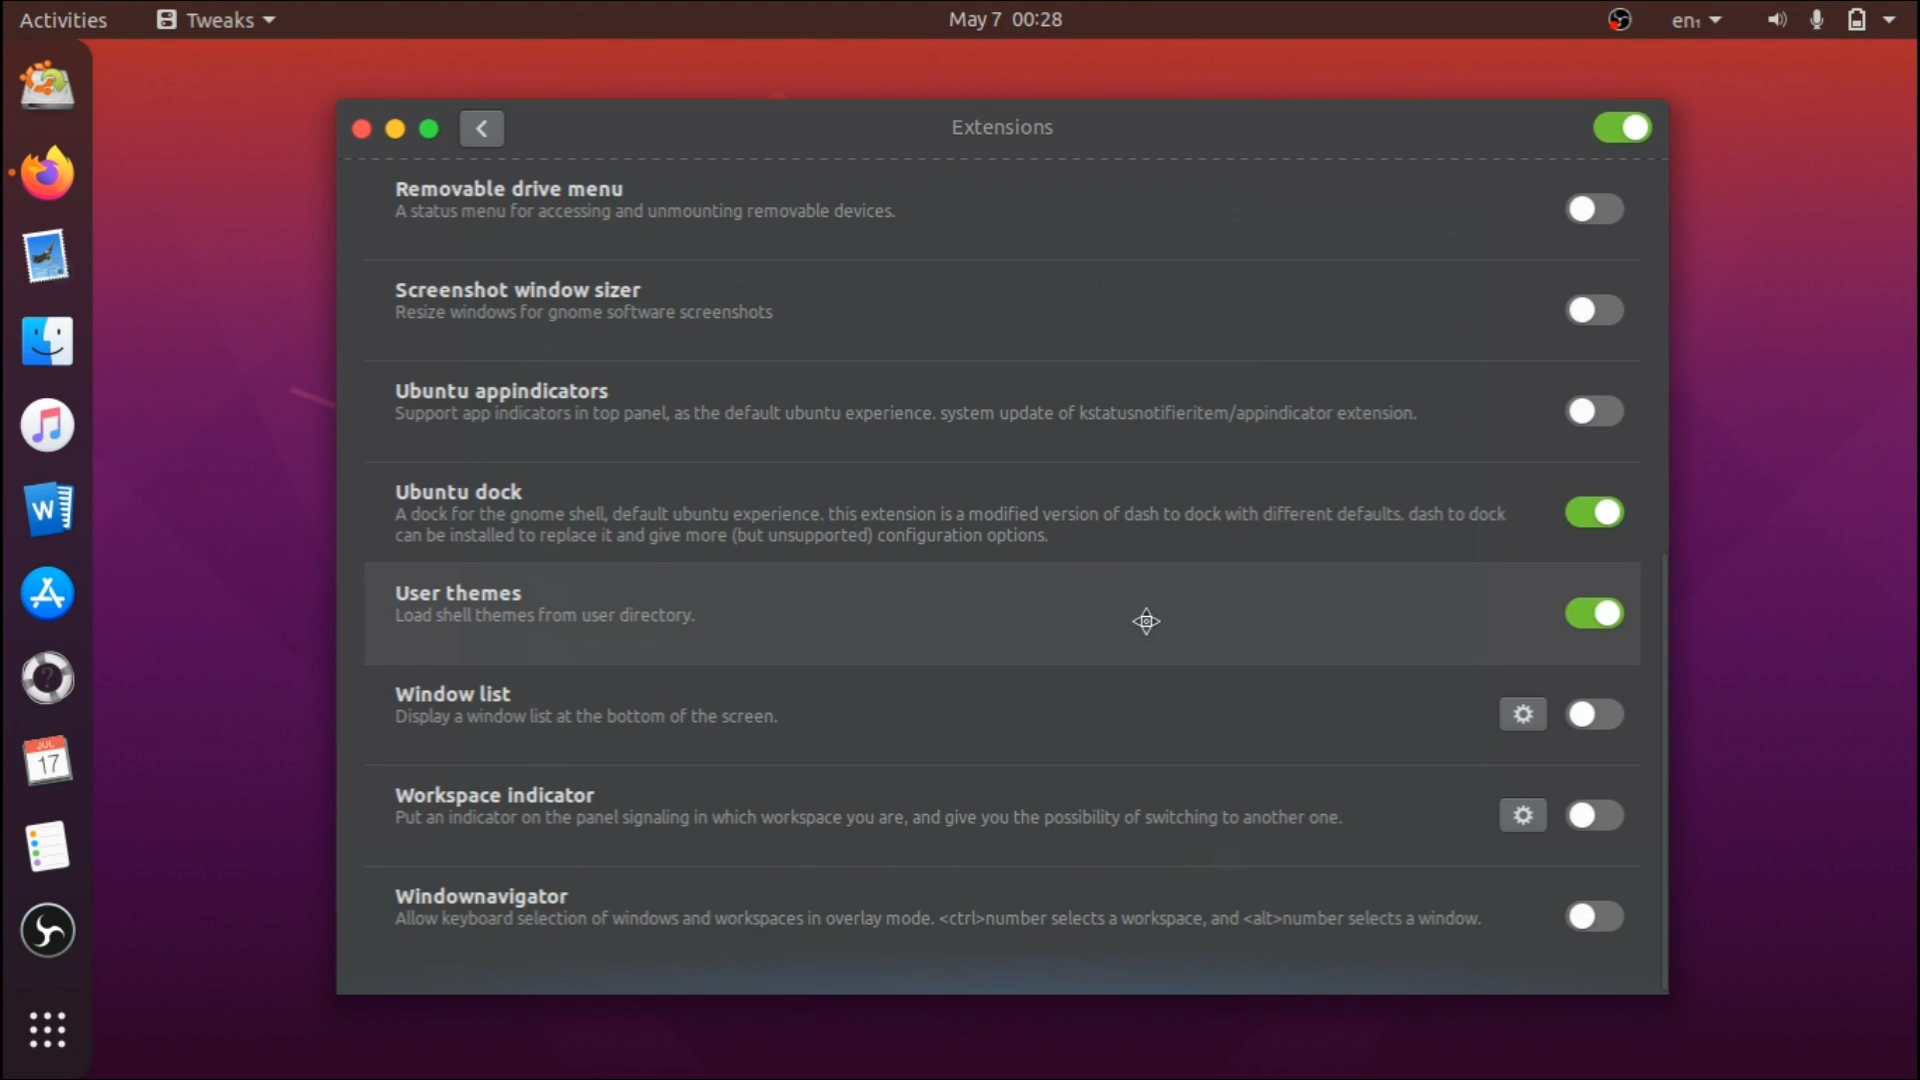 Activities Tweaks May 7 00:28 en₁
Extensions
Removable drive menu
A status menu for accessing and unmounting removable devices.
Screenshot window sizer
Resize windows for gnome software screenshots
Ubuntu appindicators
Support app indicators in top panel, as the default ubuntu experience. system update of kstatusnotifieritem/appindicator extension.
Ubuntu dock
A dock for the gnome shell, default ubuntu experience. this extension is a modified version of dash to dock with different defaults. dash to dock
can be installed to replace it and give more (but unsupported) configuration options.
User themes
Load shell themes from user directory.
Window list
Display a window list at the bottom of the screen.
W
Workspace indicator
Put an indicator on the panel signaling in which workspace you are, and give you the possibility of switching to another one.
JUL
17
Windownavigator
Allow keyboard selection of windows and workspaces in overlay mode. <ctrl>number selects a workspace, and <alt>number selects a window.